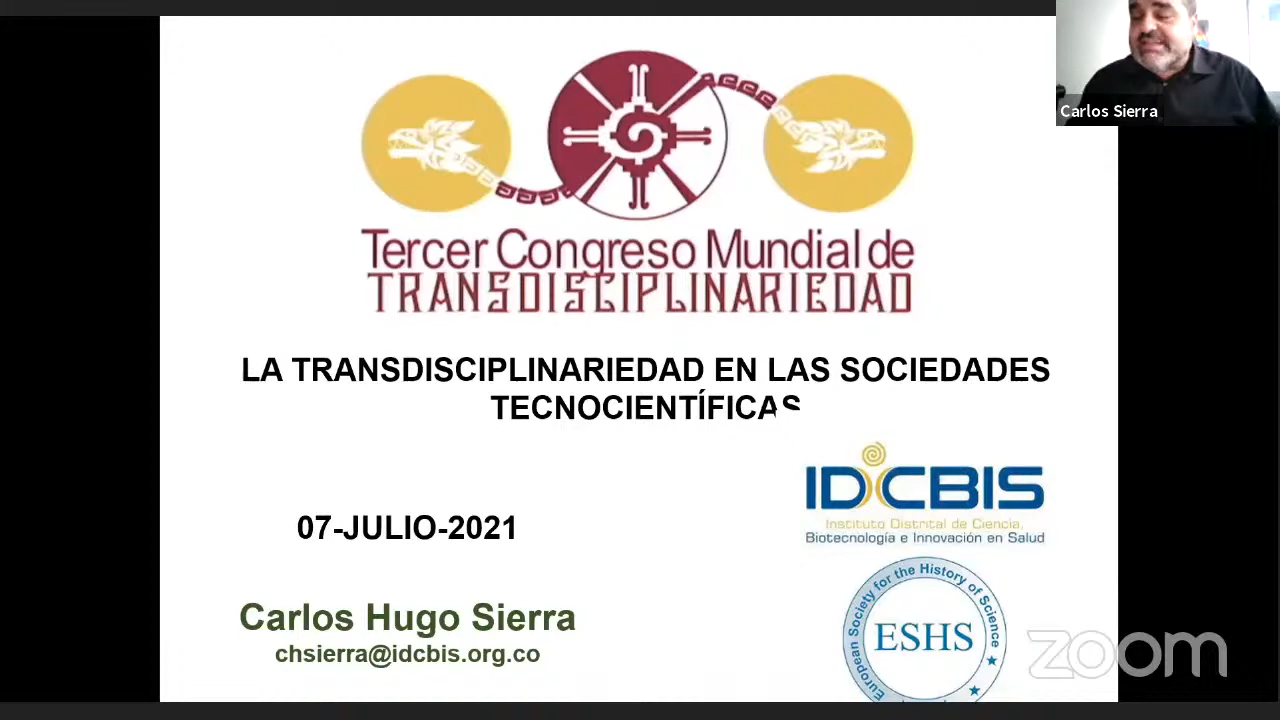 Carlos Sierra
Tercer Congreso Mundial de
TRANSDISCIPLINARIEDAD
LA TRANSDISCIPLINARIEDAD EN LAS SOCIEDADES
TECNOCIENTÍFICAS
IDCBIS
Instituto Distrital de Ciencia,
Biotecnología e Innovación en Salud
07-JULIO-2021
Carlos Hugo Sierra
chsierra@idcbis.org.co
European Society for the History of Science
ESHS
zoom